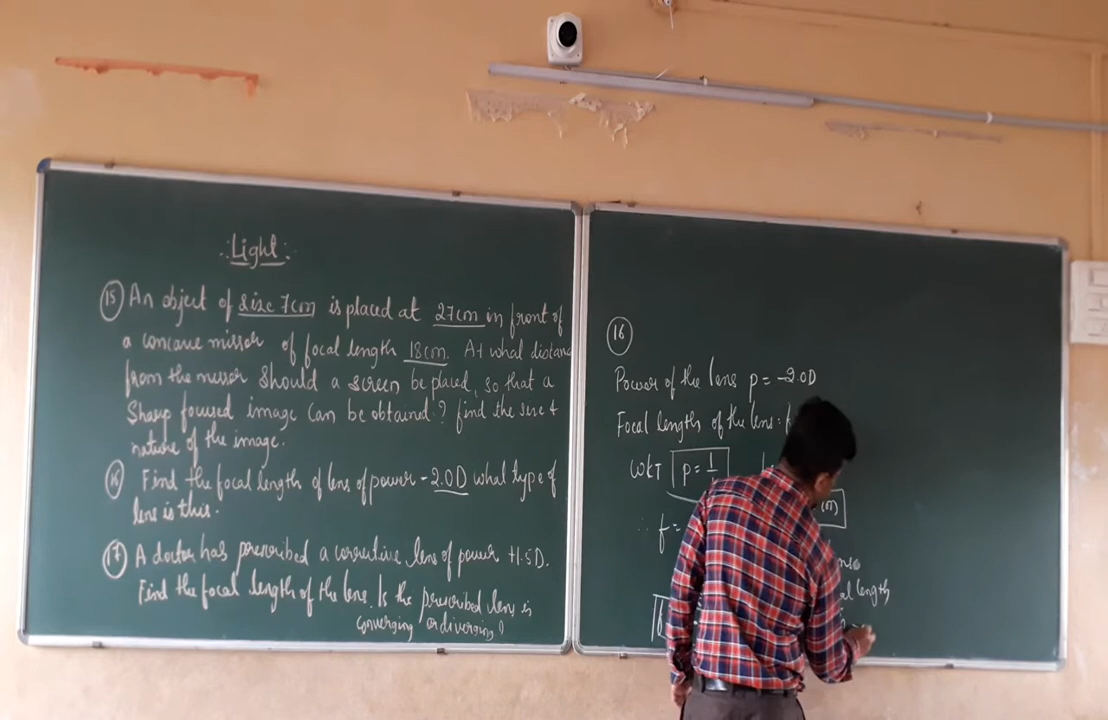 Light
15 An object of size 7cm is placed at 27cm in front of
a concave mirror of focal length 18cm. At what distan
from the mirror should a screen be placed, so that a
Sharp focused image can be obtained? find the size &
nature of the image.
16 Find the focal length of lens of power -2.0D what type of
lens is this.
17 A doctor has prescribed a corrective lens of power +1.5D.
Find the focal length of the lens. Is the prescribed lens is
converging or diverging?
16
Power of the lens p = -2.0D
Focal length of the lens:
WKT p = 1
∴ f =
(m)
al length